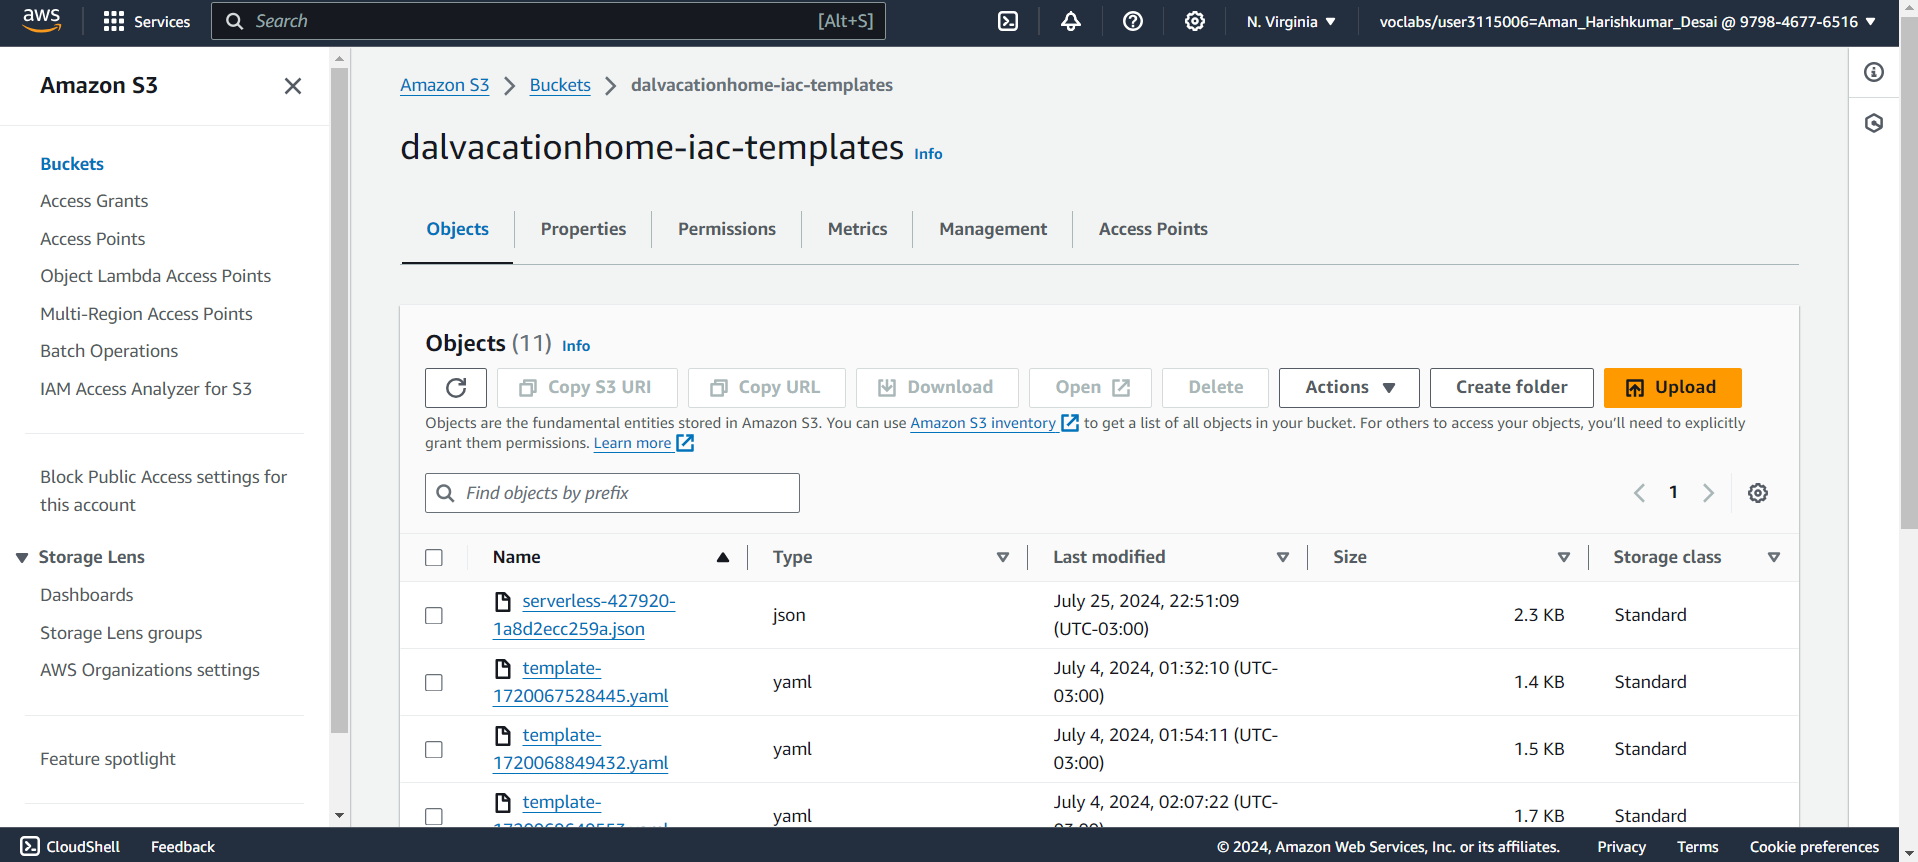 aws Services Search [Alt+S] N. Virginia voclabs/user3115006=Aman_Harishkumar_Desai @ 9798-4677-6516
Amazon S3
Buckets
Access Grants
Access Points
Object Lambda Access Points
Multi-Region Access Points
Batch Operations
IAM Access Analyzer for S3
Block Public Access settings for
this account
Storage Lens
Dashboards
Storage Lens groups
AWS Organizations settings
Feature spotlight
Amazon S3 Buckets dalvacationhome-iac-templates
dalvacationhome-iac-templates Info
Objects Properties Permissions Metrics Management Access Points
Objects (11) Info
Copy S3 URI Copy URL Download Open Delete Actions Create folder Upload
Objects are the fundamental entities stored in Amazon S3. You can use Amazon S3 inventory to get a list of all objects in your bucket. For others to access your objects, you'll need to explicitly
grant them permissions. Learn more
Find objects by prefix
1
Name Type Last modified Size Storage class
serverless-427920-
1a8d2ecc259a.json
json
July 25, 2024, 22:51:09
(UTC-03:00)
2.3 KB
Standard
template-
1720067528445.yaml
yaml
July 4, 2024, 01:32:10 (UTC-
03:00)
1.4 KB
Standard
template-
1720068849432.yaml
yaml
July 4, 2024, 01:54:11 (UTC-
03:00)
1.5 KB
Standard
template-
yaml
July 4, 2024, 02:07:22 (UTC-
03:00)
1.7 KB
Standard
CloudShell Feedback © 2024, Amazon Web Services, Inc. or its affiliates. Privacy Terms Cookie preferences